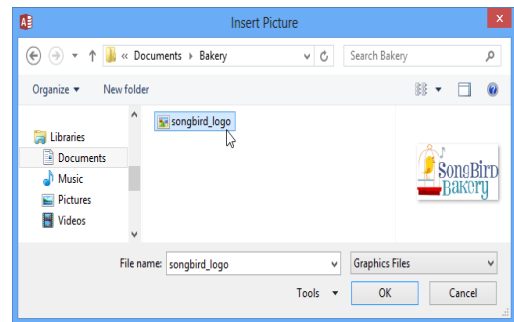 Insert Picture
« Documents Bakery
Search Bakery
Organize
New folder
songbird_logo
Libraries
Documents
Music
Pictures
Videos
SongBird
Bakery
File name: songbird_logo
Graphics Files
Tools
OK
Cancel